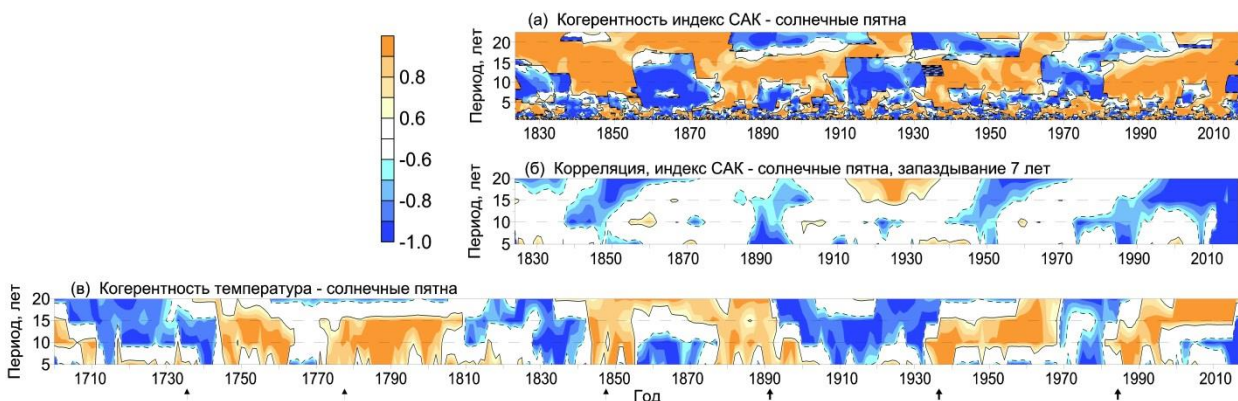 (а) Когерентность индекс САК - солнечные пятна
0.8
0.6
-0.6
-0.8
-1.0
Период, лет
20
15
10
5
1830 1850 1870 1890 1910 1930 1950 1970 1990 2010
(б) Корреляция, индекс САК - солнечные пятна, запаздывание 7 лет
Период, лет
20
15
10
5
1830 1850 1870 1890 1910 1930 1950 1970 1990 2010
(в) Когерентность температура - солнечные пятна
Период, лет
20
15
10
5
1710 1730 1750 1770 1790 1810 1830 1850 1870 1890 1910 1930 1950 1970 1990 2010
Год